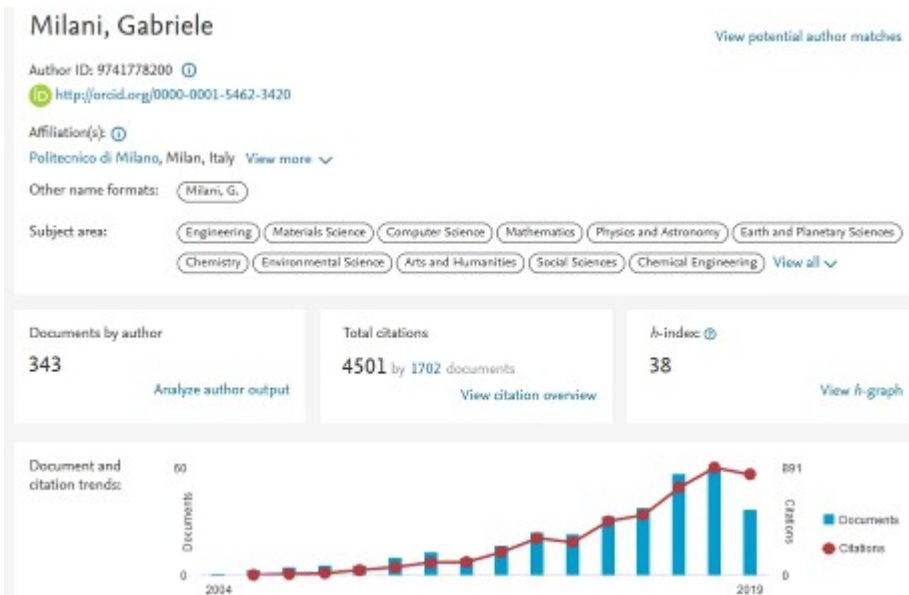 Milani, Gabriele
View potential author matches
Author ID: 9741778200
iD http://orcid.org/0000-0001-5462-3420
Affiliation(s):
Politecnico di Milano, Milan, Italy View more
Other name formats: Milani, G.
Subject area: Engineering Materials Science Computer Science Mathematics Physics and Astronomy Earth and Planetary Sciences
Chemistry Environmental Science Arts and Humanities Social Sciences Chemical Engineering View all
Documents by author
343
Analyze author output
Total citations
4501 by 1702 documents
View citation overview
h-index:
38
View h-graph
Document and
citation trends:
60
Documents
0
2004
2019
891
Citations
0
Documents
Citations